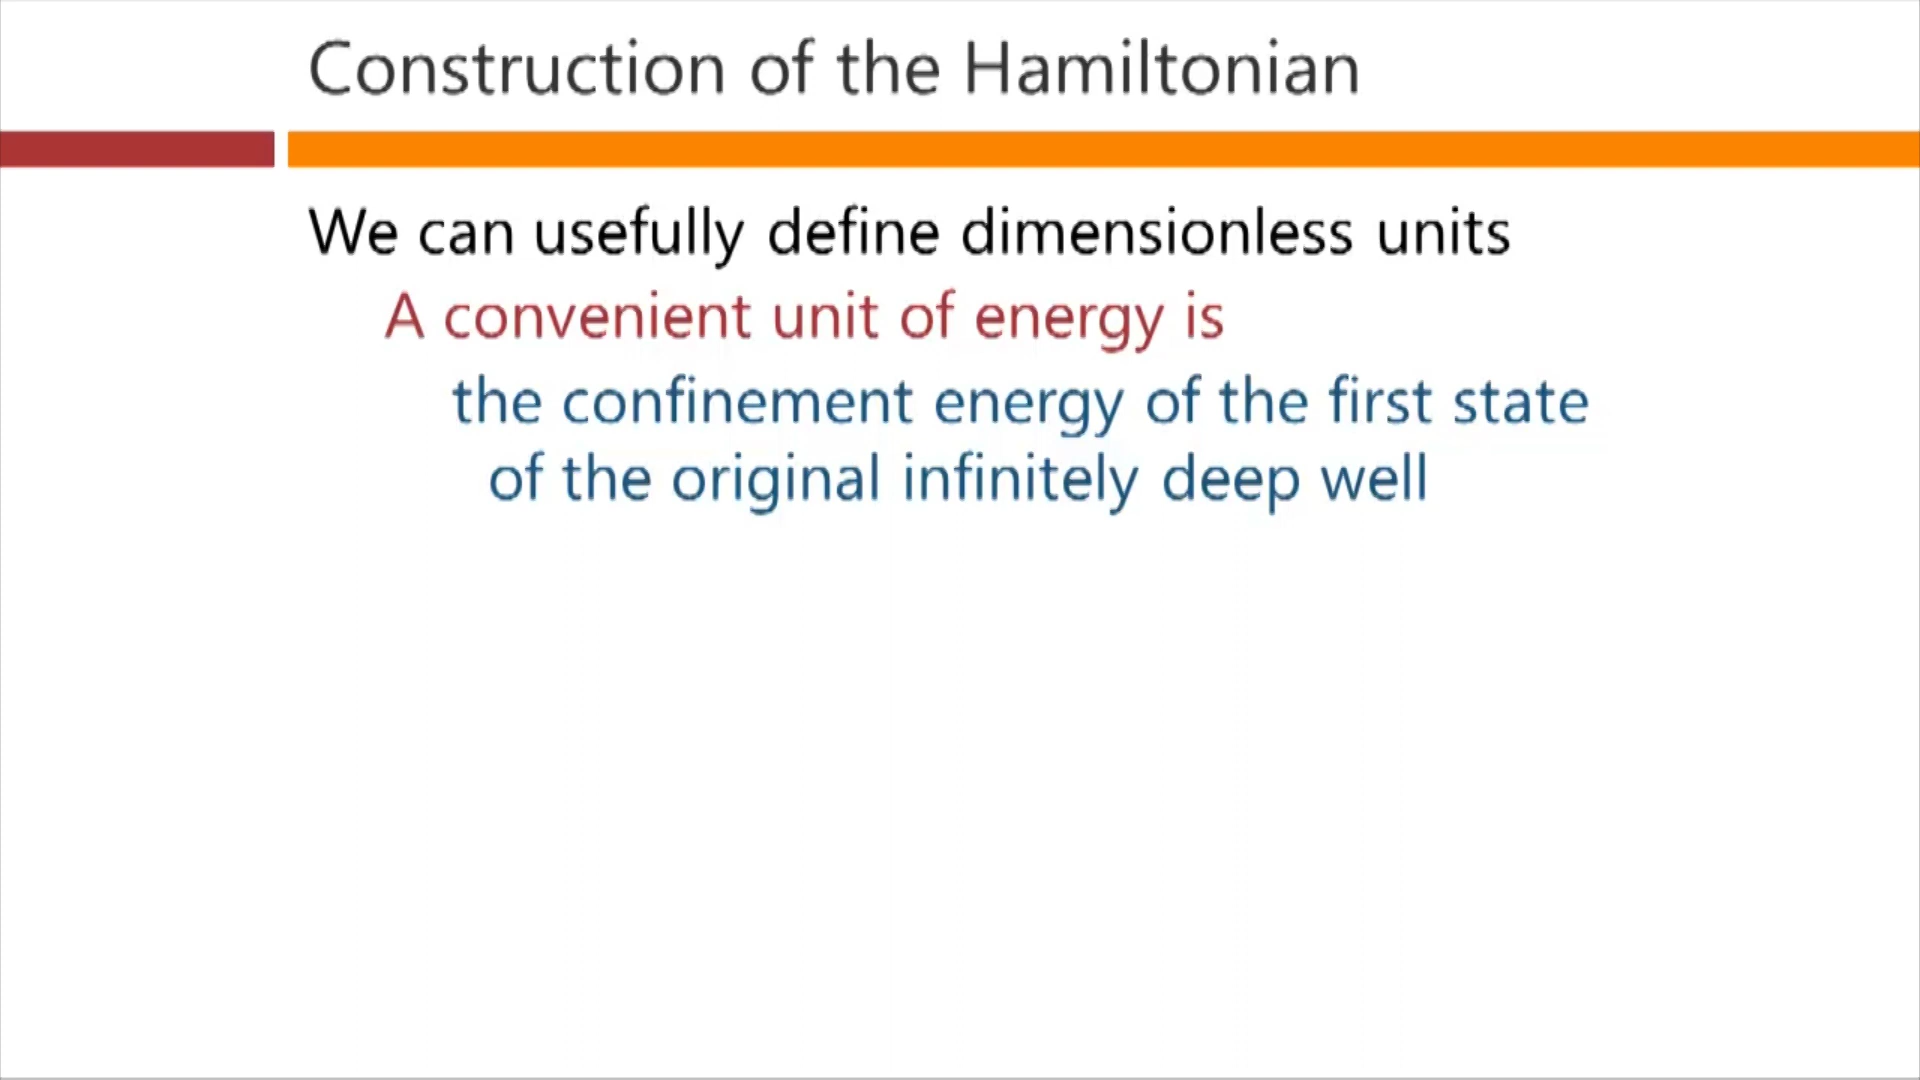 Construction of the Hamiltonian
We can usefully define dimensionless units
A convenient unit of energy is
the confinement energy of the first state
of the original infinitely deep well